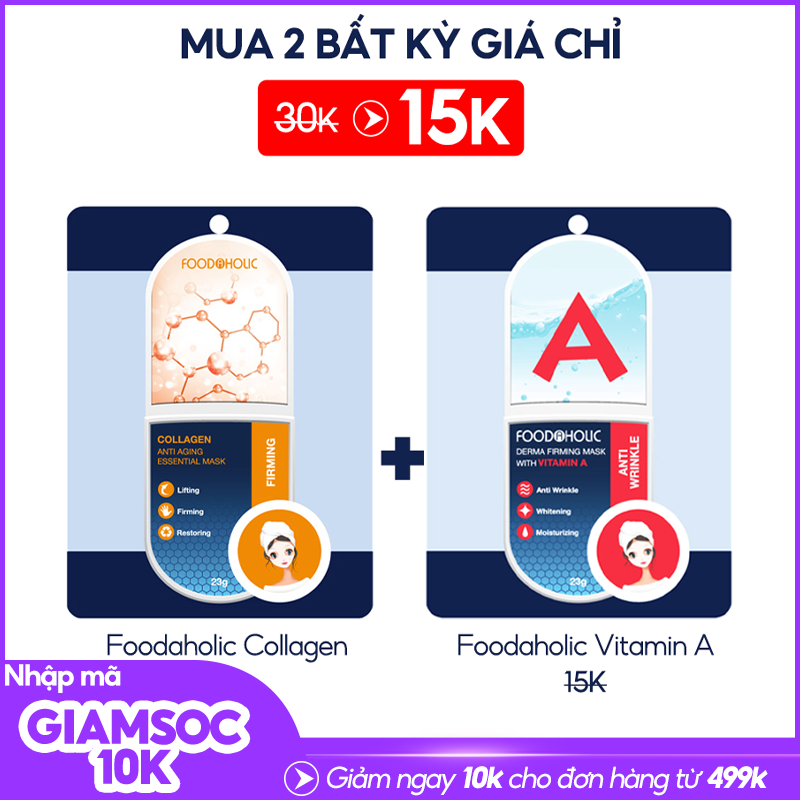 MUA 2 BẤT KỲ GIÁ CHỈ
30K 15K
FOODAHOLIC
COLLAGEN
ANTI AGING
ESSENTIAL MASK
Lifting
Firming
Restoring
FIRMING
23g
+
A
FOODAHOLIC
DERMA FIRMING MASK
WITH VITAMIN A
Anti Wrinkle
Whitening
Moisturizing
ANTI
WRINKLE
23g
Foodaholic Collagen
Foodaholic Vitamin A
15K
Nhập mã
GIAMSOC
10K
Giảm ngay 10k cho đơn hàng từ 499k